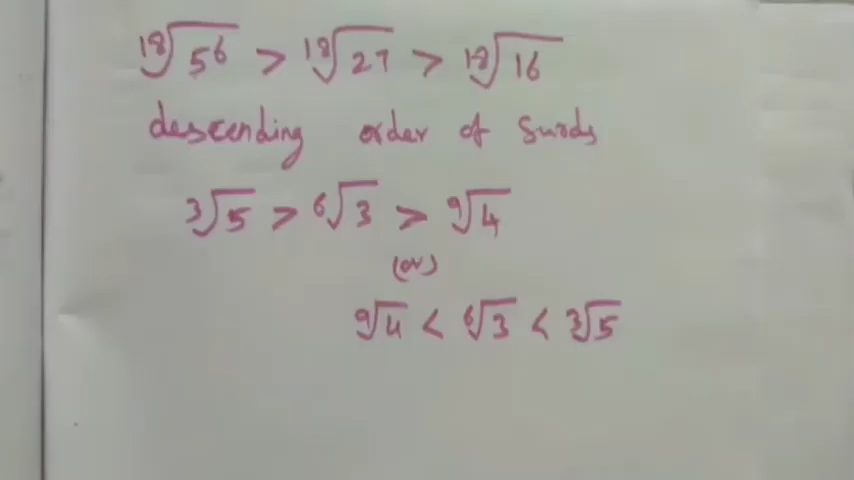 ¹⁸√5⁶ > ¹⁸√27 > ¹⁸√16
descending order of Surds
³√5 > ⁶√3 > ⁹√4
(or)
⁹√4 < ⁶√3 < ³√5